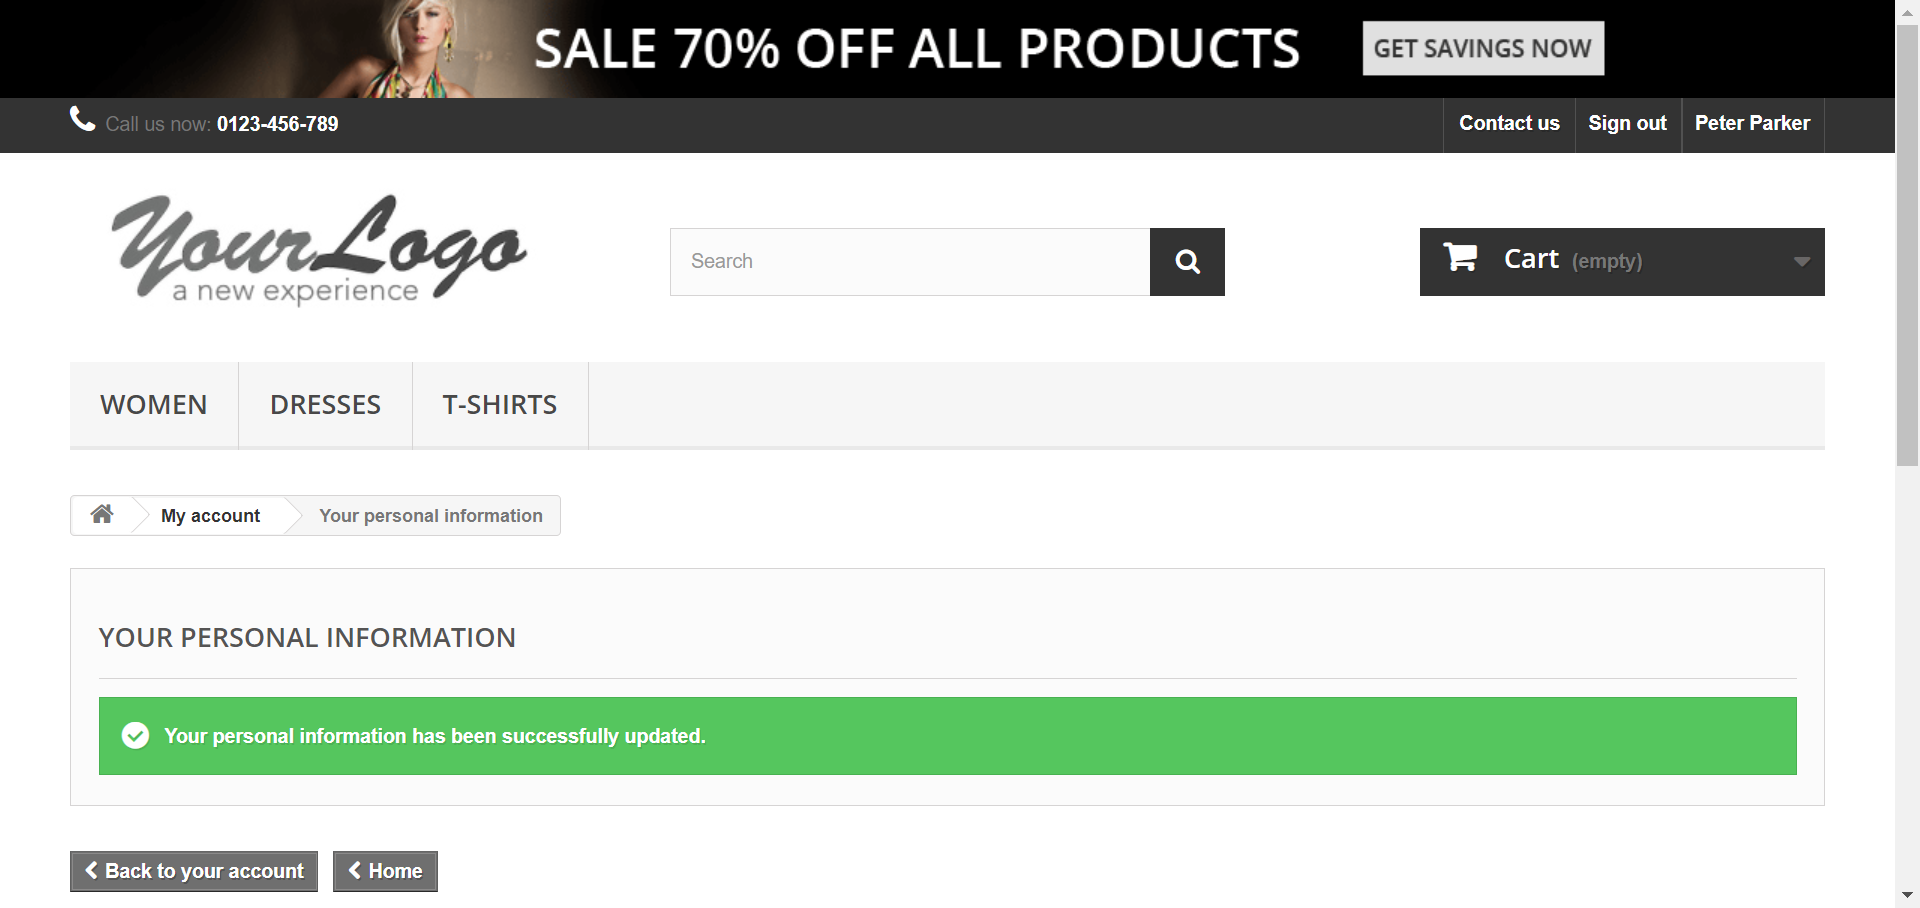 SALE 70% OFF ALL PRODUCTS
GET SAVINGS NOW
Call us now: 0123-456-789
Contact us
Sign out
Peter Parker
YourLogo
a new experience
Search
Cart (empty)
WOMEN
DRESSES
T-SHIRTS
My account
Your personal information
YOUR PERSONAL INFORMATION
Your personal information has been successfully updated.
Back to your account
Home